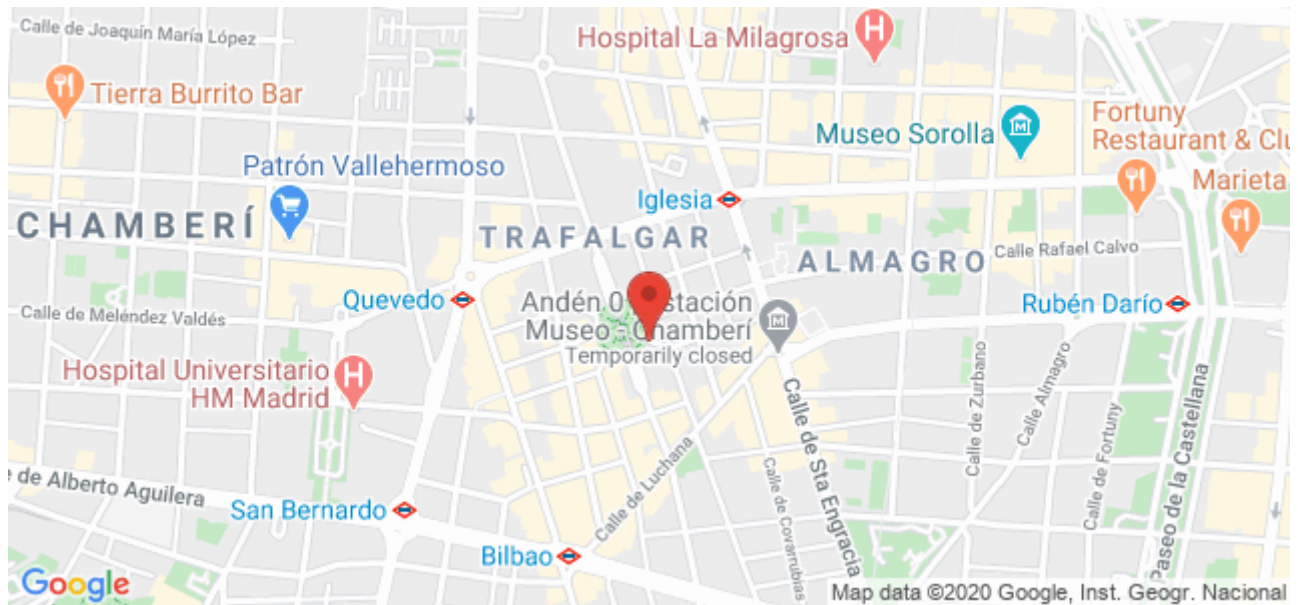 Calle de Joaquín María López
Hospital La Milagrosa
H
Tierra Burrito Bar
Fortuny
Restaurant & Clu
Museo Sorolla
M
Patrón Vallehermoso
Marieta
Iglesia
CHAMBERÍ
TRAFALGAR
ALMAGRO
Calle Rafael Calvo
Quevedo
Andén 0 Estación
Museo - Chamberí
Temporarily closed
M
Rubén Darío
Calle de Meléndez Valdés
Hospital Universitario
HM Madrid
H
Calle de Zurbano
Calle Almagro
Calle de Fortuny
Paseo de la Castellana
Calle de Sta Engracia
Calle de Luchana
Calle de Covarrubias
e de Alberto Aguilera
San Bernardo
Bilbao
Google
Map data ©2020 Google, Inst. Geogr. Nacional